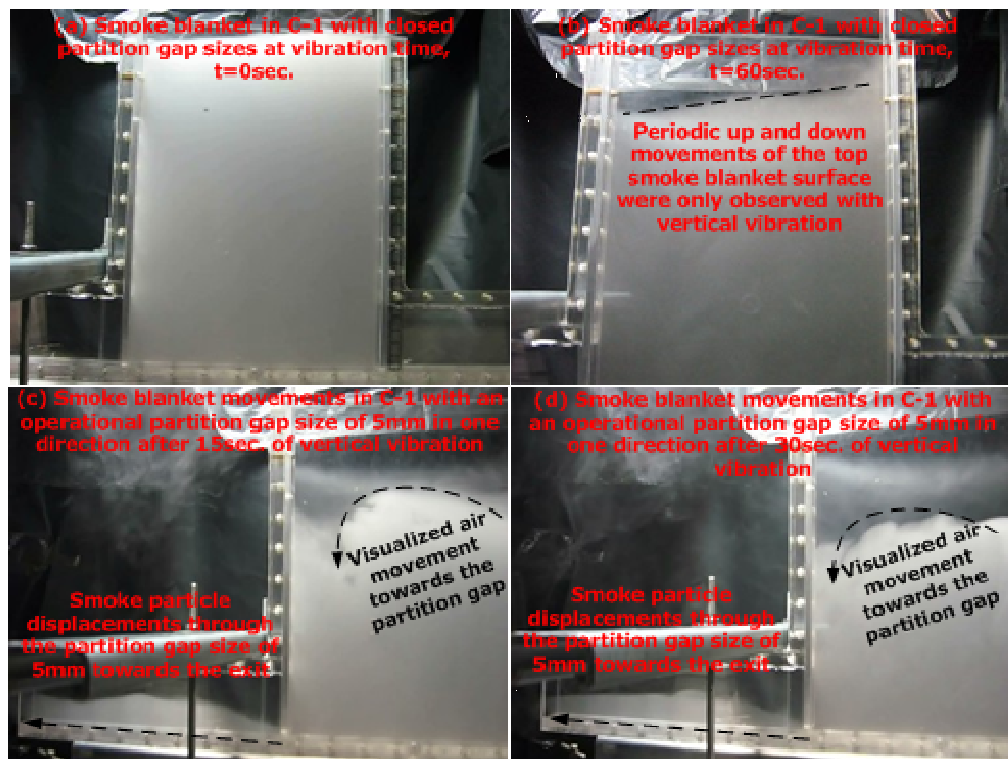 (a) Smoke blanket in C-1 with closed
partition gap sizes at vibration time,
t=0sec.
(b) Smoke blanket in C-1 with closed
partition gap sizes at vibration time,
t=60sec.
Periodic up and down
movements of the top
smoke blanket surface
were only observed with
vertical vibration
(c) Smoke blanket movements in C-1 with an
operational partition gap size of 5mm in one
direction after 15sec. of vertical vibration
Visualized air
movement
towards the
partition gap
Smoke particle
displacements through
the partition gap size of
5mm towards the exit
(d) Smoke blanket movements in C-1 with
an operational partition gap size of 5mm in
one direction after 30sec. of vertical
vibration
Visualized air
movement
towards the
partition gap
Smoke particle
displacements through
the partition gap size of
5mm towards the exit